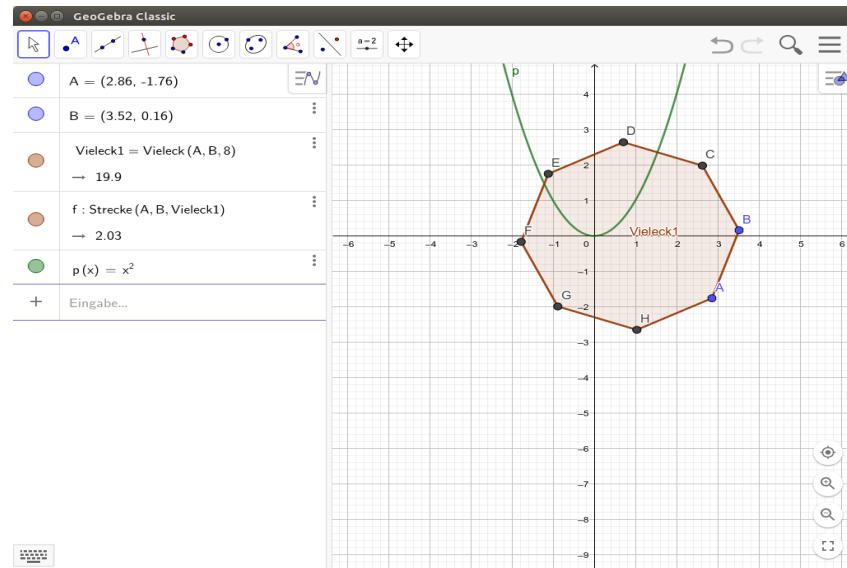 GeoGebra Classic
A
a=2
A = (2.86, -1.76)
B = (3.52, 0.16)
Vieleck1 = Vieleck (A, B, 8)
→ 19.9
f : Strecke (A, B, Vieleck1)
→ 2.03
p (x) = x²
+ Eingabe...
p
4
D
3
E
C
2
1
B
F
Vieleck1
-6 -5 -4 -3 -2 -1 0 1 2 3 4 5 6
-1
A
G
-2
H
-3
-4
-5
-6
-7
-8
-9